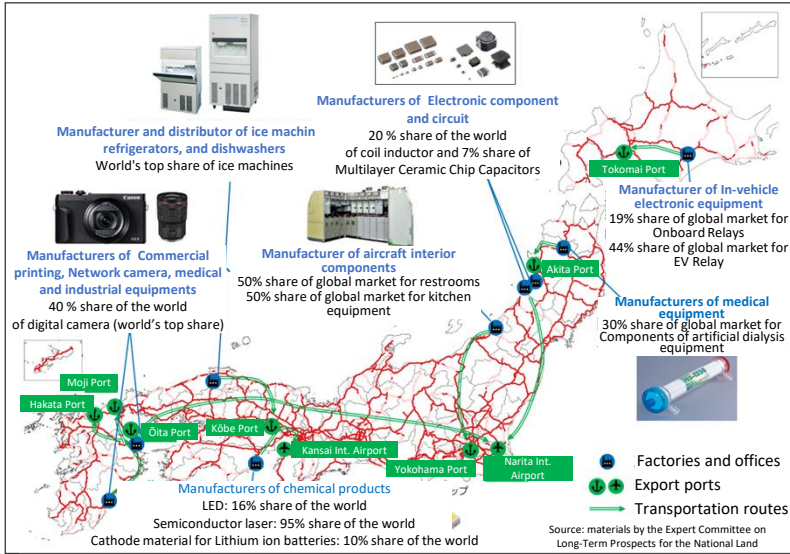 Manufacturer and distributor of ice machin
refrigerators, and dishwashers
World's top share of ice machines
Manufacturers of Electronic component
and circuit
20 % share of the world
of coil inductor and 7% share of
Multilayer Ceramic Chip Capacitors
Tokomai Port
Manufacturer of In-vehicle
electronic equipment
19% share of global market for
Onboard Relays
44% share of global market for
EV Relay
Canon
Manufacturers of Commercial
printing, Network camera, medical
and industrial equipments
40 % share of the world
of digital camera (world's top share)
Manufacturer of aircraft interior
components
50% share of global market for restrooms
50% share of global market for kitchen
equipment
Akita Port
Manufacturers of medical
equipment
30% share of global market for
Components of artificial dialysis
equipment
Moji Port
Hakata Port
Ōita Port
Kôbe Port
Kansai Int. Airport
Yokohama Port
Narita Int.
Airport
ップ
Manufacturers of chemical products
LED: 16% share of the world
Semiconductor laser: 95% share of the world
Cathode material for Lithium ion batteries: 10% share of the world
Factories and offices
Export ports
Transportation routes
Source: materials by the Expert Committee on
Long-Term Prospects for the National Land